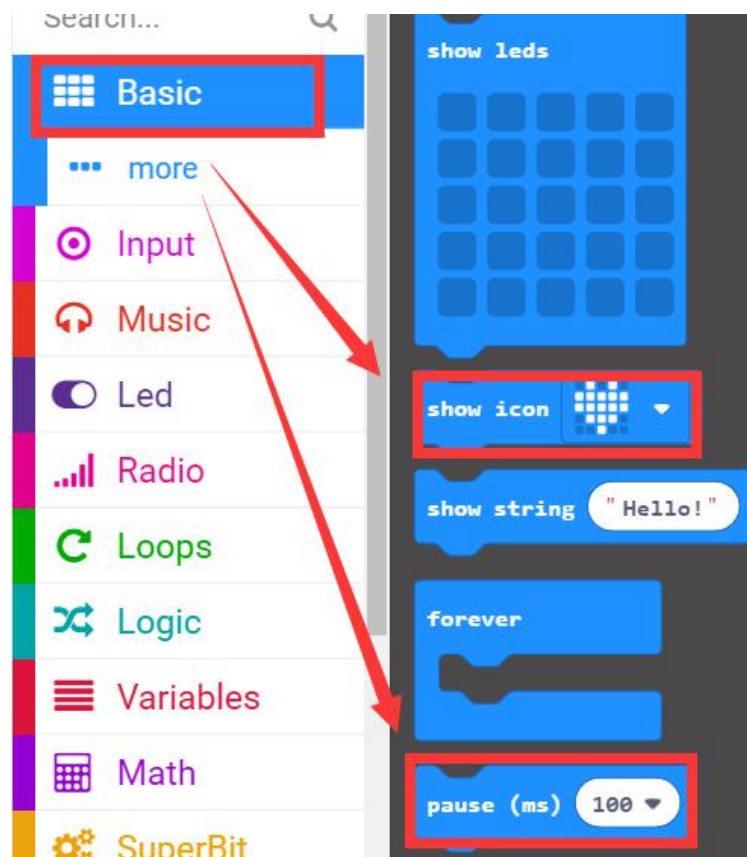 Search...
Basic
more
Input
Music
Led
Radio
Loops
Logic
Variables
Math
SuperBit
show leds
show icon
show string "Hello!"
forever
pause (ms) 100